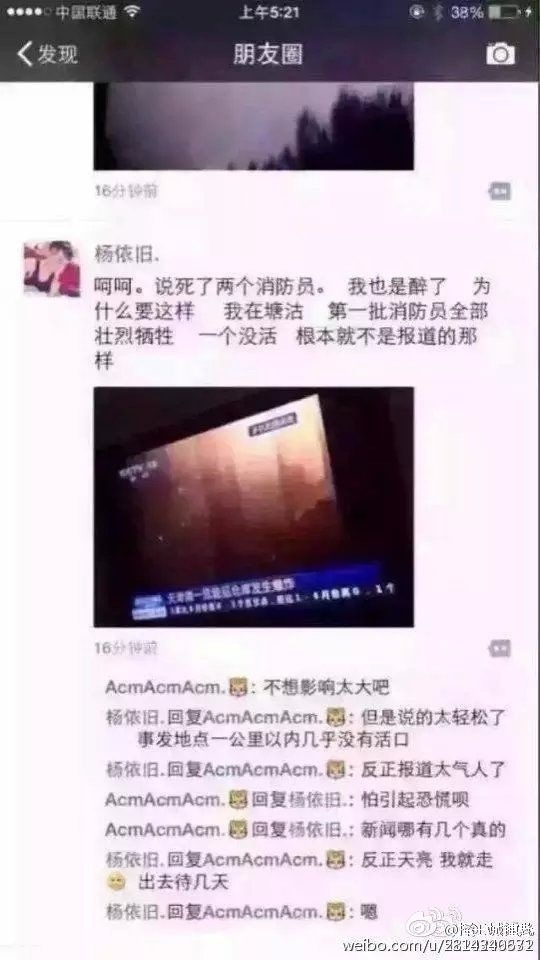 中国联通
上午5:21
38%
发现
朋友圈
16分钟前
杨依旧.
呵呵。说死了两个消防员。 我也是醉了 为
什么要这样 我在塘沽 第一批消防员全部
壮烈牺牲 一个没活 根本就不是报道的那
样
16分钟前
AcmAcmAcm.🐯: 不想影响太大吧
杨依旧.回复AcmAcmAcm.🐯: 但是说的太轻松了
事发地点一公里以内几乎没有活口
杨依旧.回复AcmAcmAcm.🐯: 反正报道太气人了
AcmAcmAcm.🐯回复杨依旧.: 怕引起恐慌呗
AcmAcmAcm.🐯回复杨依旧.: 新闻哪有几个真的
杨依旧.回复AcmAcmAcm.🐯: 反正天亮 我就走
出去待几天
杨依旧.回复AcmAcmAcm.🐯: 嗯
weibo.com/u/